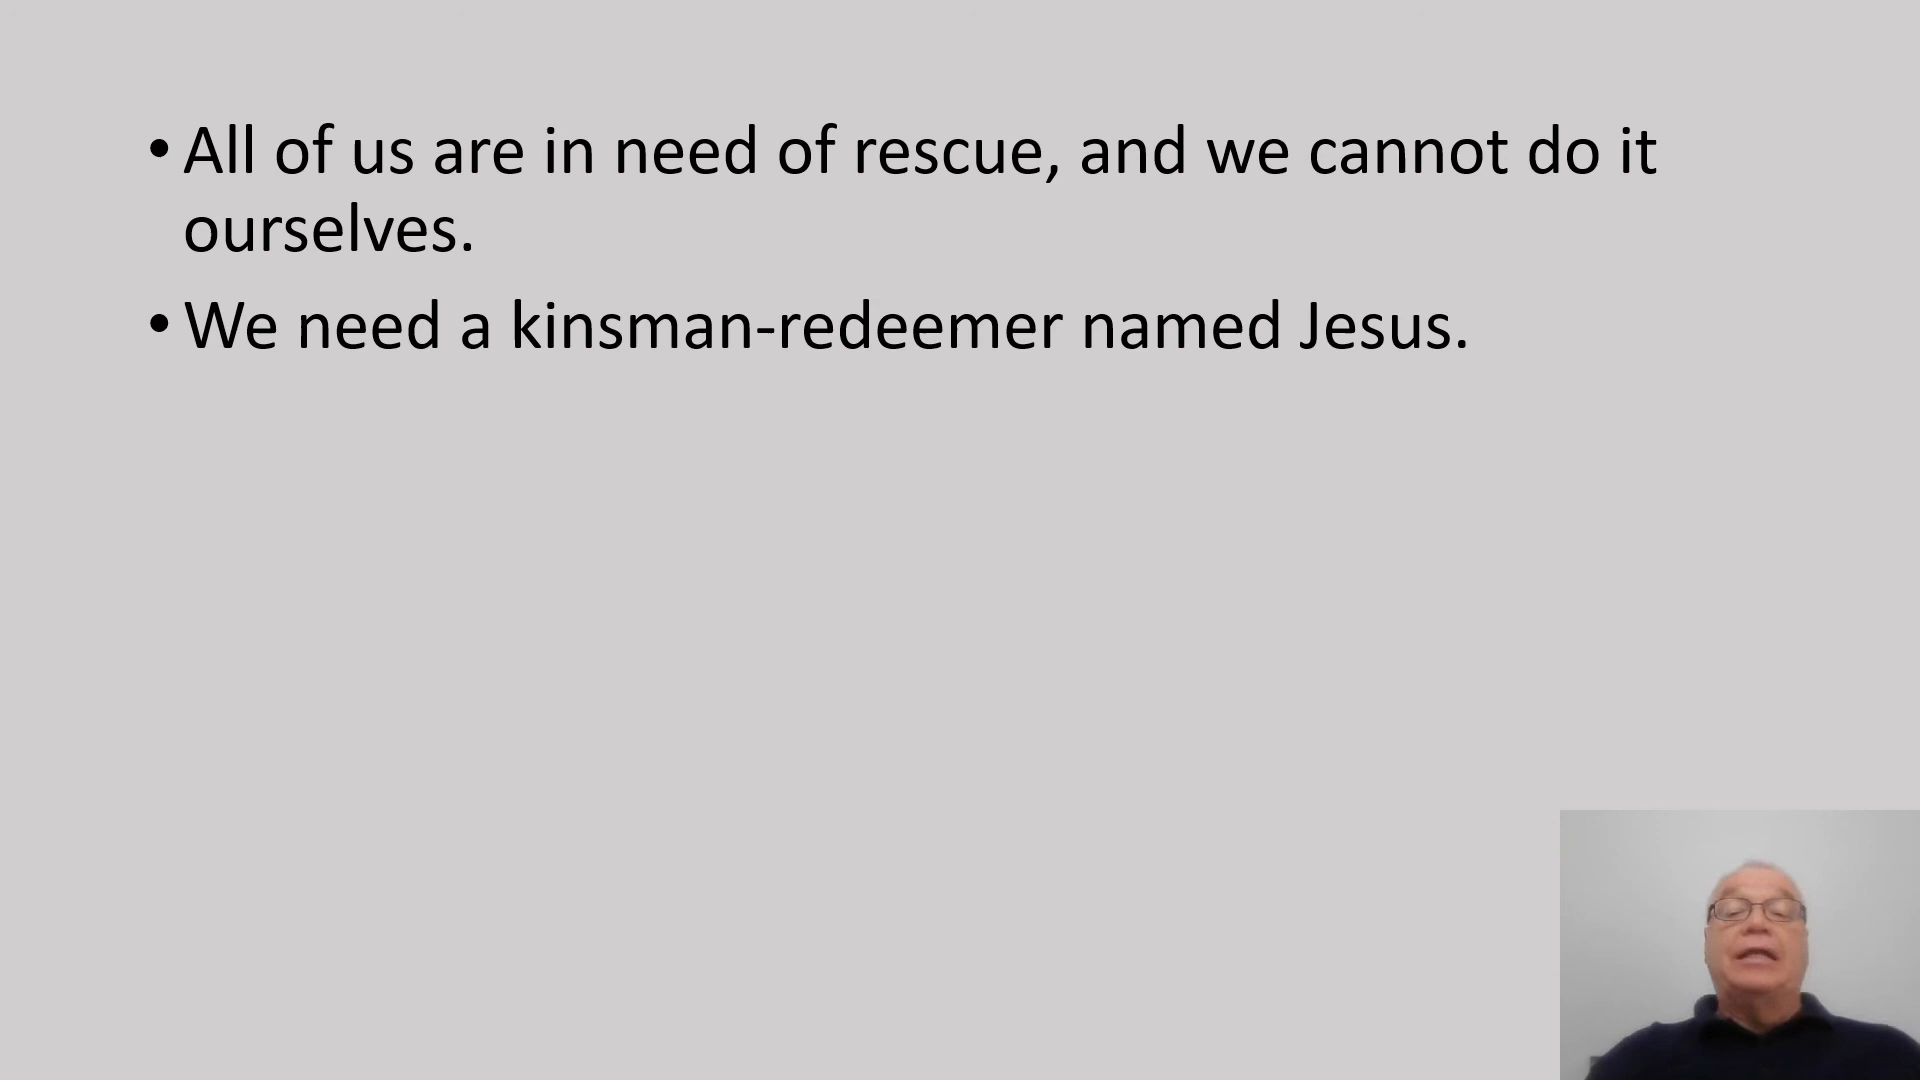 • All of us are in need of rescue, and we cannot do it
ourselves.
• We need a kinsman-redeemer named Jesus.